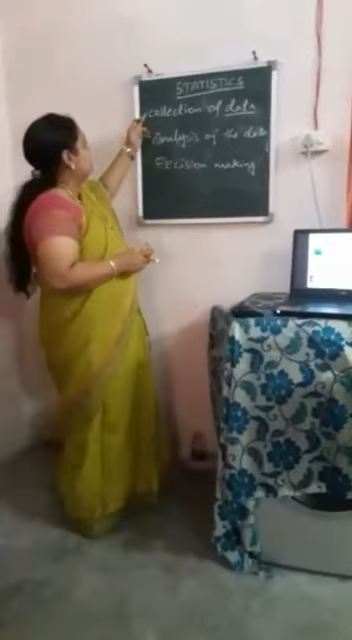 STATISTICS
Collection of data
Analysis of the data
Decision making